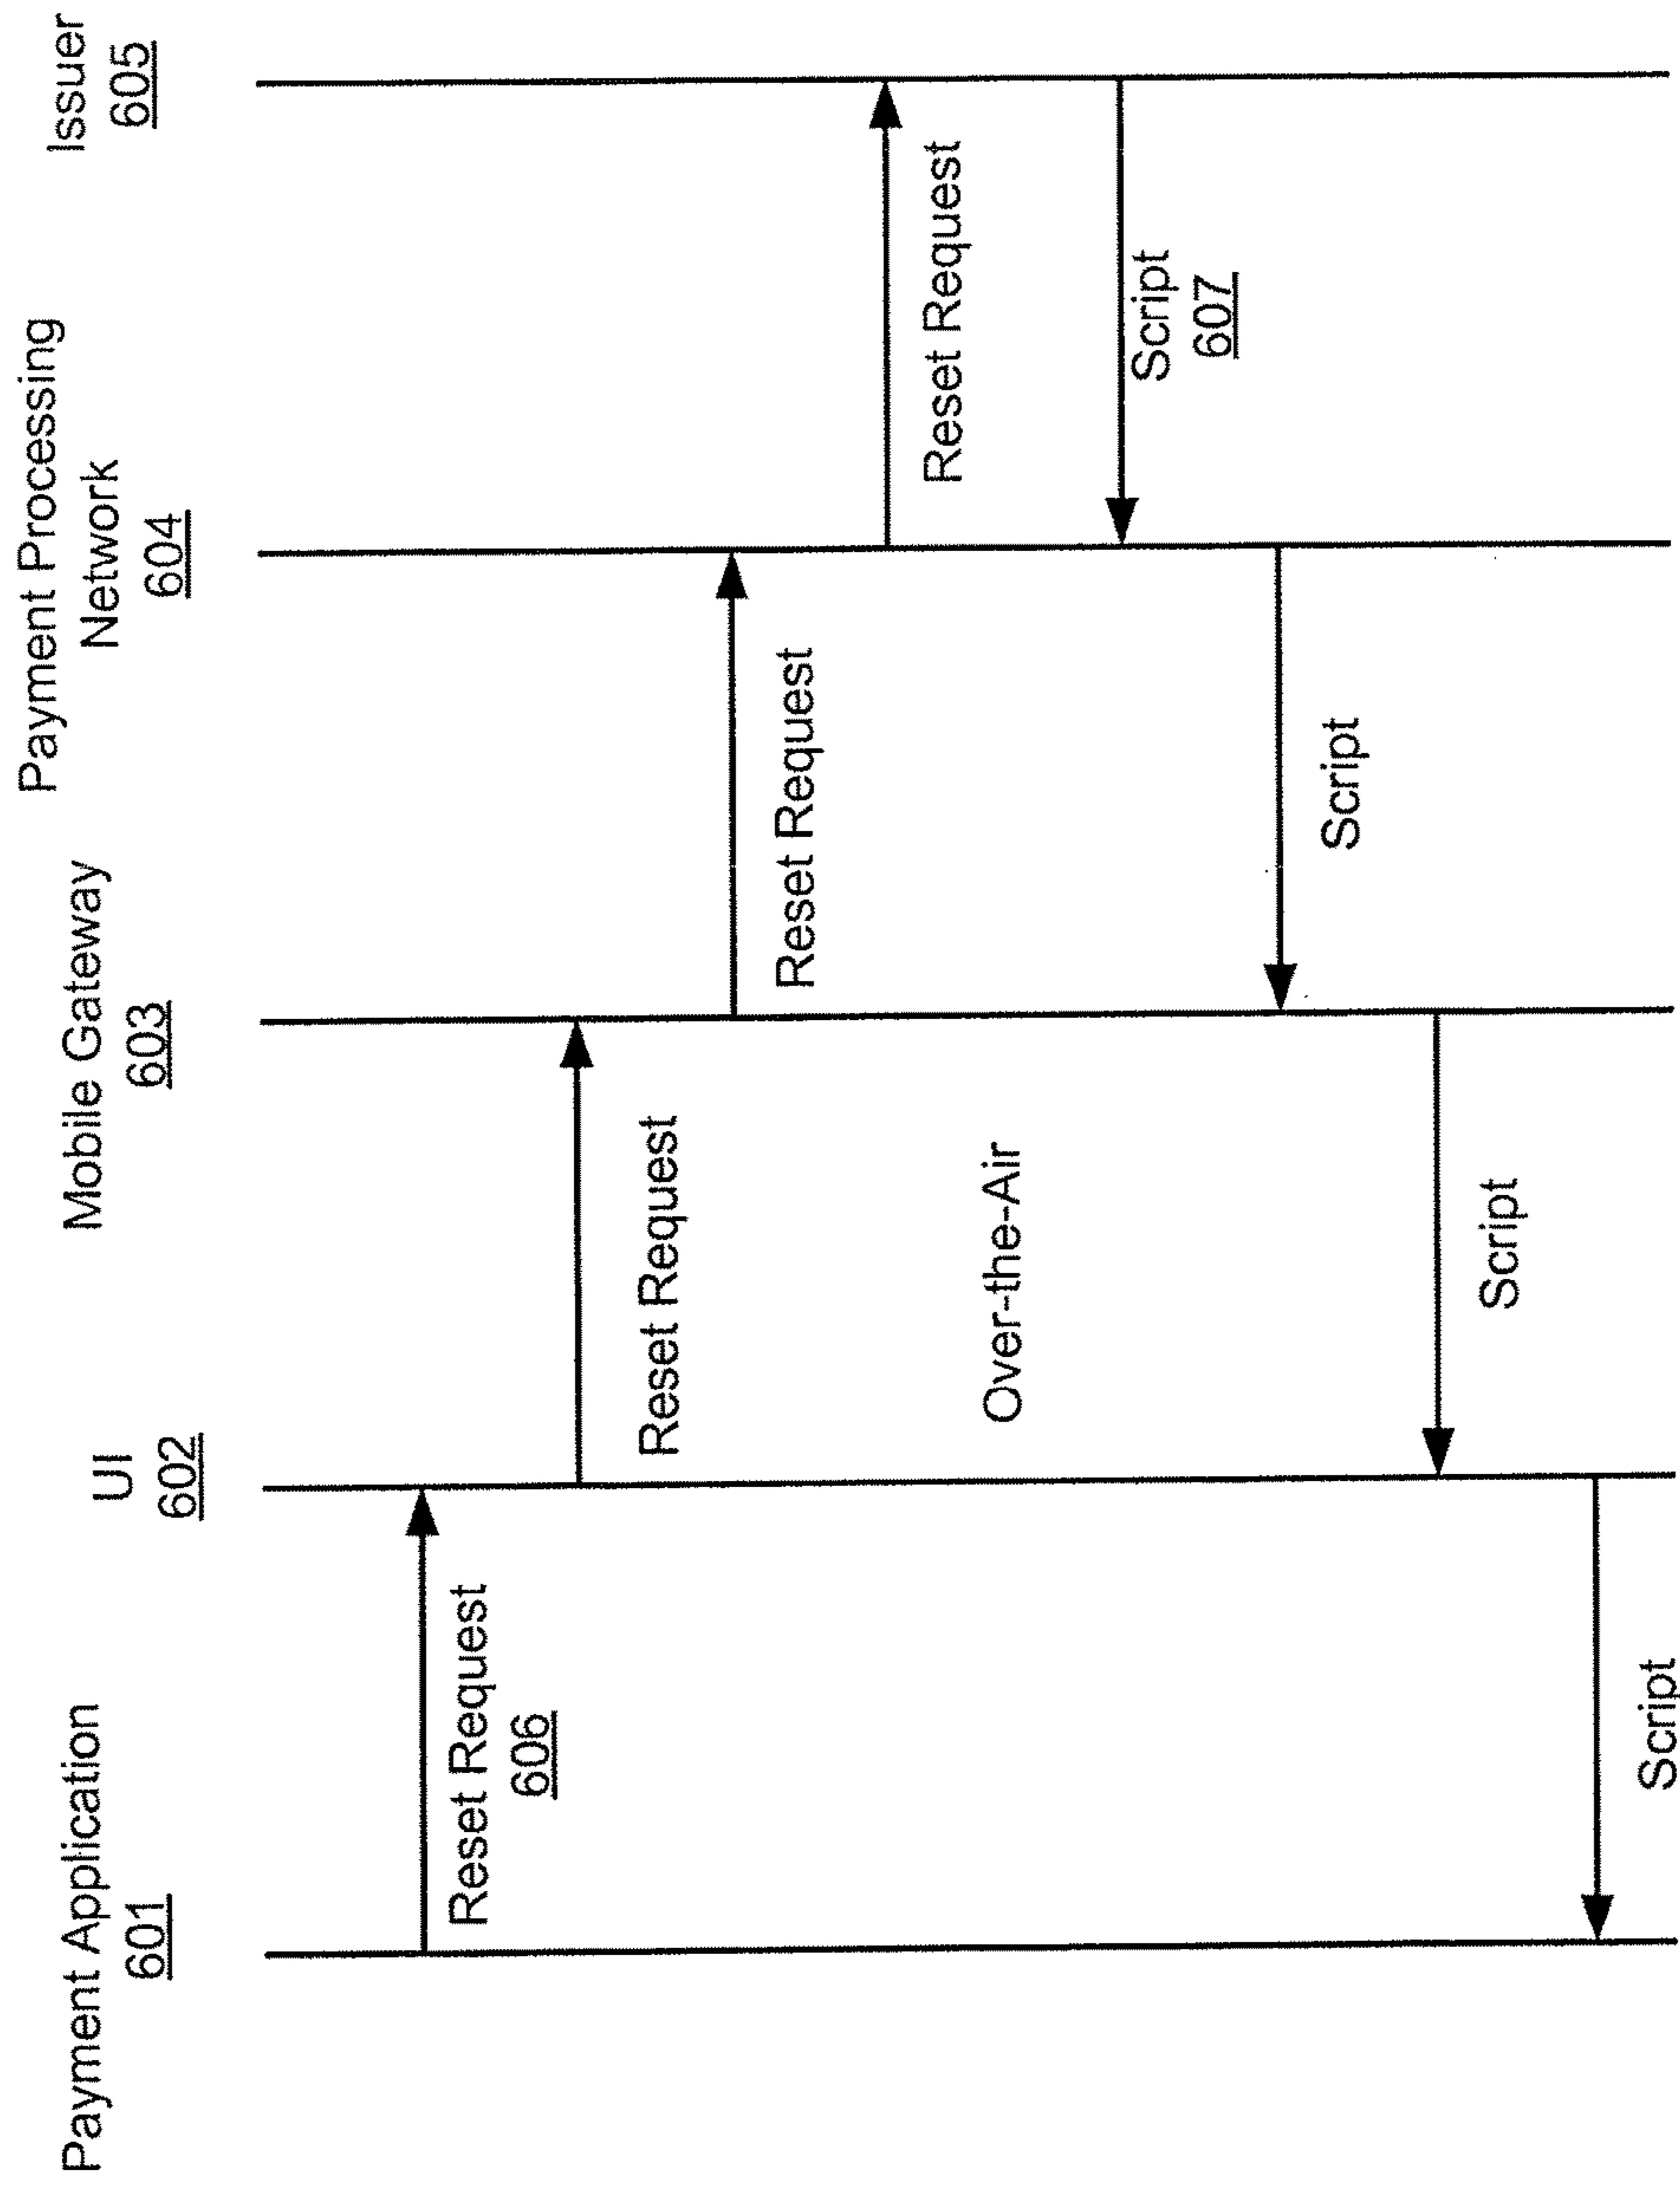 Payment Application
601
UI
602
Mobile Gateway
603
Payment Processing
Network
604
Issuer
605
Reset Request
606
Reset Request
Reset Request
Reset Request
Over-the-Air
Script
607
Script
Script
Script